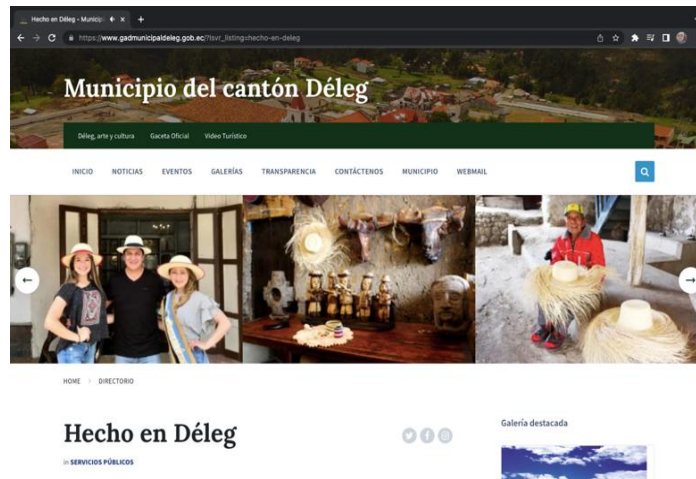 Hecho en Déleg - Municip
https://www.gadmunicipaldeleg.gob.ec/?lsvr_listing=hecho-en-deleg
Municipio del cantón Déleg
Déleg, arte y cultura Gaceta Oficial Video Turístico
INICIO NOTICIAS EVENTOS GALERÍAS TRANSPARENCIA CONTÁCTENOS MUNICIPIO WEBMAIL
HOME > DIRECTORIO
Hecho en Déleg
Galería destacada
in SERVICIOS PÚBLICOS